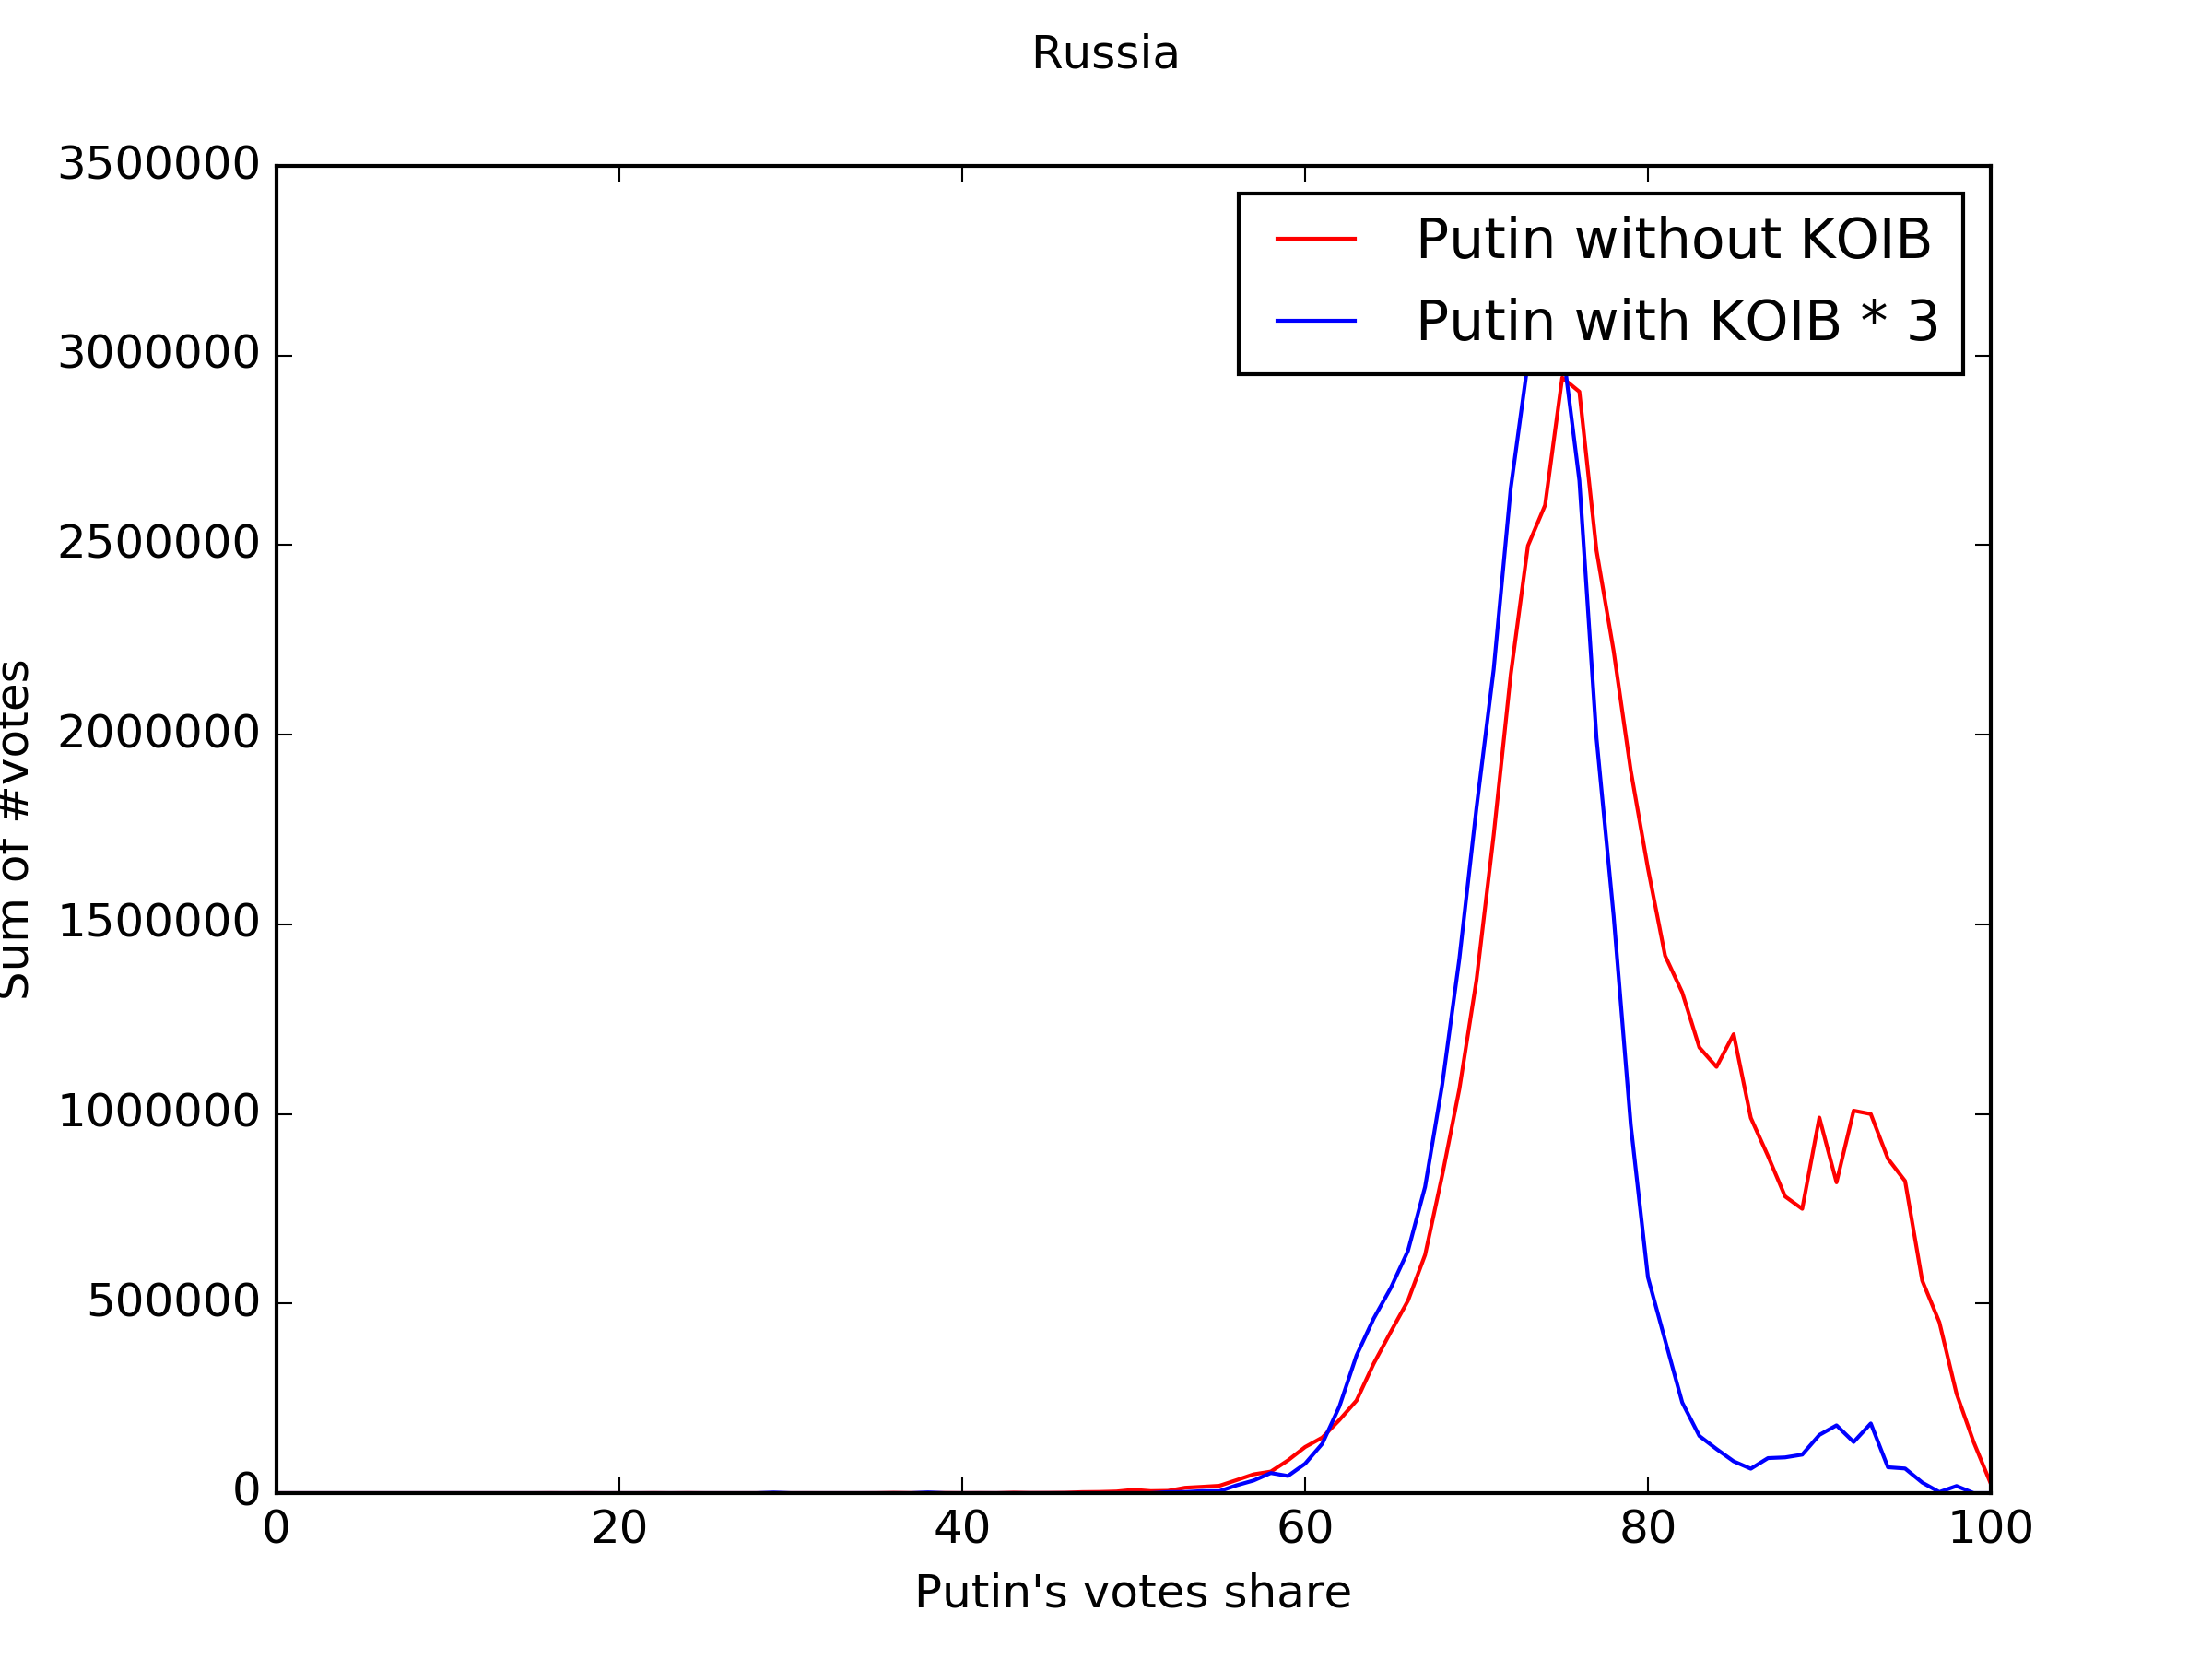 Russia
3500000
3000000
2500000
2000000
1500000
1000000
500000
0
Sum of #votes
Putin without KOIB
Putin with KOIB * 3
0 20 40 60 80 100
Putin's votes share